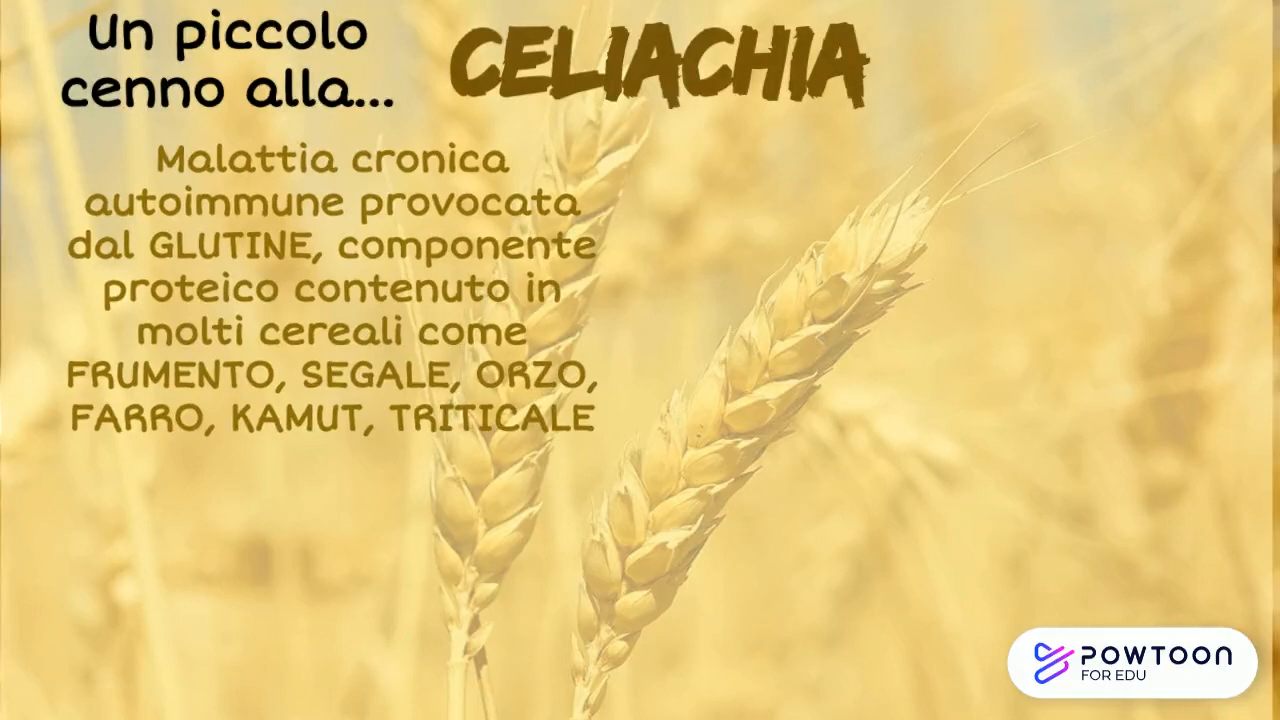 Un piccolo
cenno alla...
CELIACHIA
Malattia cronica
autoimmune provocata
dal GLUTINE, componente
proteico contenuto in
molti cereali come
FRUMENTO, SEGALE, ORZO,
FARRO, KAMUT, TRITICALE
POWTOON
FOR EDU